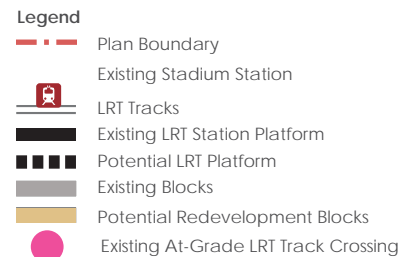 Legend
Plan Boundary
Existing Stadium Station
LRT Tracks
Existing LRT Station Platform
Potential LRT Platform
Existing Blocks
Potential Redevelopment Blocks
Existing At-Grade LRT Track Crossing